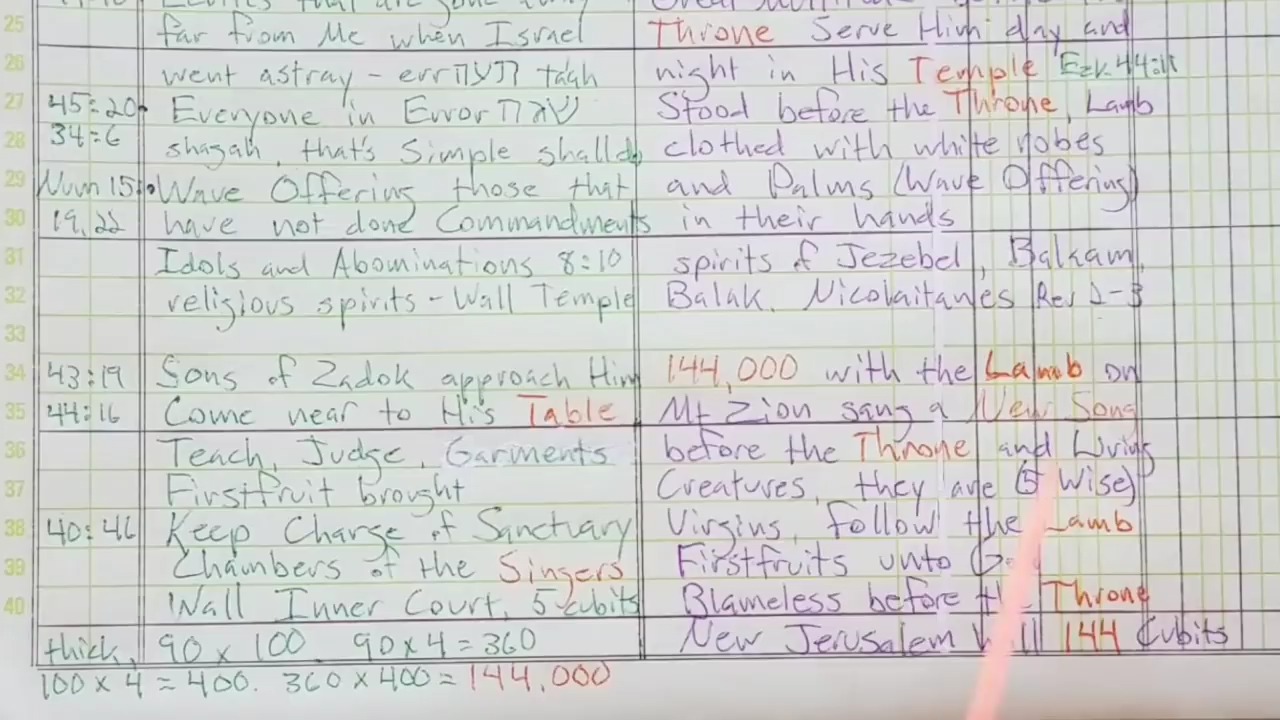 25 far from Me when Israel Throne Serve Him day and
26 went astray - err תעה taah night in His Temple Ezk 44:11
27 45:20 Everyone in Error שגה Stood before the Throne, Lamb
28 34:6 shagah, that's Simple clothed with white robes
29 Num 15: Wave Offering those that and Palms (Wave Offering)
30 19,22 have not done Commandments in their hands
31 Idols and Abominations 8:10 spirits of Jezebel, Balaam,
32 religious spirits - Wall Temple Balak, Nicolaitanes Rev 2-3
33
34 43:19 Sons of Zadok approach Him 144,000 with the Lamb on
35 44:16 Come near to His Table Mt Zion sang a New Song
36 Teach, Judge, Garments before the Throne and Living
37 Firstfruit brought Creatures, they are (5 Wise)
38 40:46 Keep Charge of Sanctuary Virgins, follow the Lamb
39 Chambers of the Singers Firstfruits unto
40 Wall Inner Court, 5 cubits Blameless before the Throne
thick, 90 x 100 90 x 4 = 360 New Jerusalem Wall 144 Cubits
100 x 4 = 400. 360 x 400 = 144,000